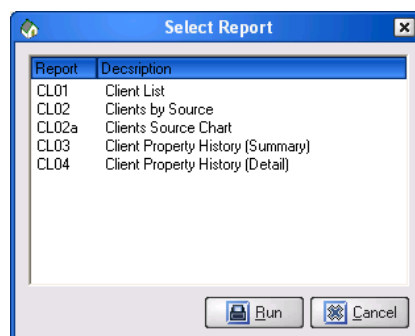 Select Report
Report Decsription
CL01 Client List
CL02 Clients by Source
CL02a Clients Source Chart
CL03 Client Property History (Summary)
CL04 Client Property History (Detail)
Run Cancel